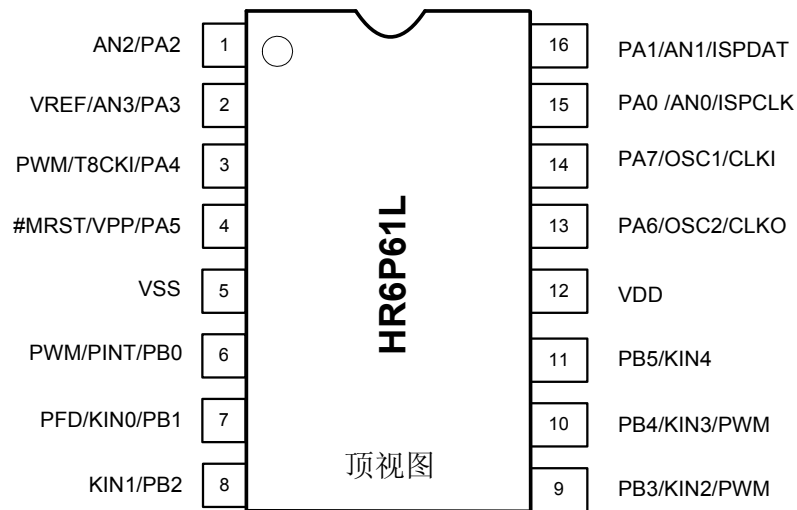 AN2/PA2 1 16 PA1/AN1/ISPDAT
VREF/AN3/PA3 2 15 PA0 /AN0/ISPCLK
PWM/T8CKI/PA4 3 14 PA7/OSC1/CLKI
#MRST/VPP/PA5 4 13 PA6/OSC2/CLKO
VSS 5 12 VDD
PWM/PINT/PB0 6 11 PB5/KIN4
PFD/KIN0/PB1 7 10 PB4/KIN3/PWM
KIN1/PB2 8 9 PB3/KIN2/PWM
HR6P61L
顶视图